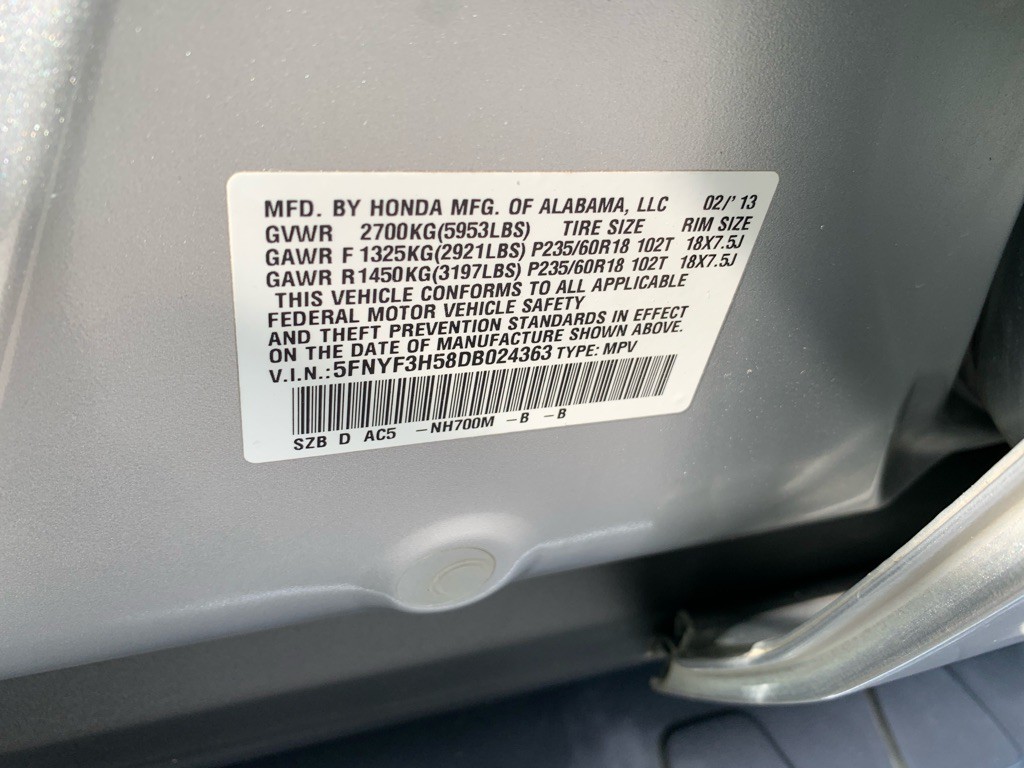 MFD. BY HONDA MFG. OF ALABAMA, LLC 02/'13
GVWR 2700KG(5953LBS) TIRE SIZE RIM SIZE
GAWR F 1325KG(2921LBS) P235/60R18 102T 18X7.5J
GAWR R1450KG(3197LBS) P235/60R18 102T 18X7.5J
THIS VEHICLE CONFORMS TO ALL APPLICABLE
FEDERAL MOTOR VEHICLE SAFETY
AND THEFT PREVENTION STANDARDS IN EFFECT
ON THE DATE OF MANUFACTURE SHOWN ABOVE.
V.I.N.:5FNYF3H58DB024363 TYPE: MPV
SZB D AC5 -NH700M -B -B